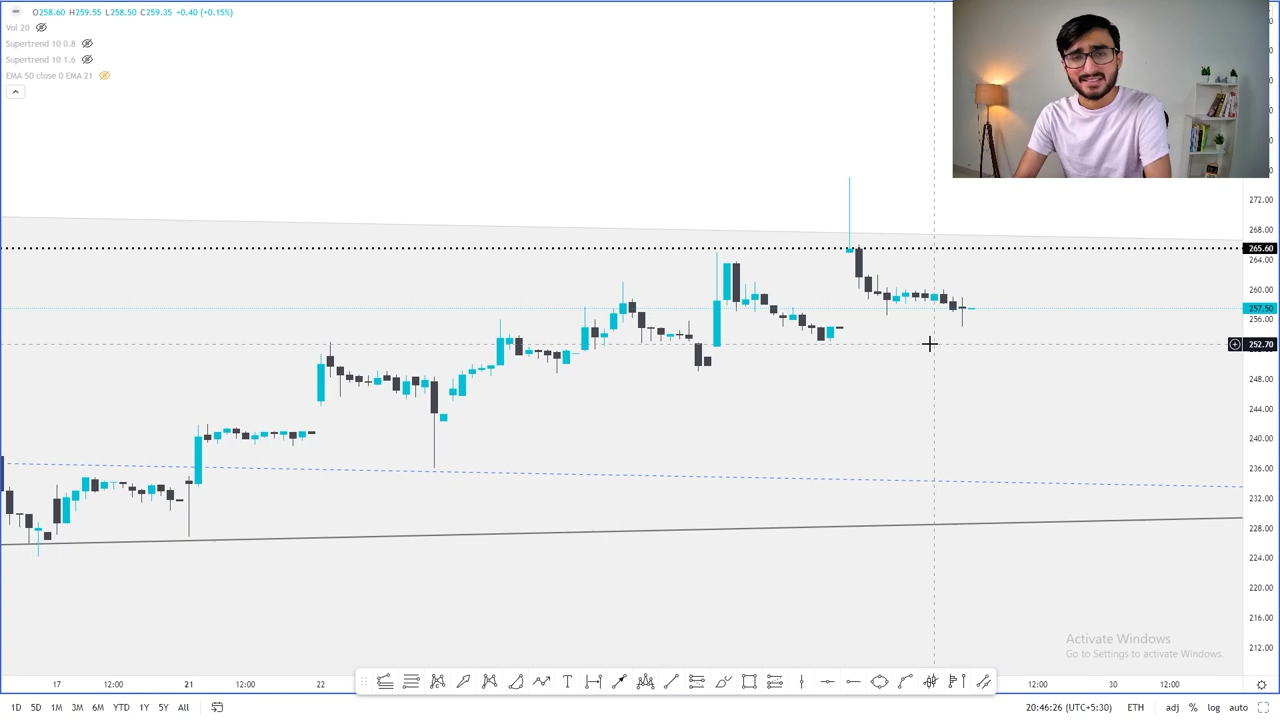 O258.60 H259.55 L258.50 C259.35 +0.40 (+0.15%)
Vol 20
Supertrend 10 0.8
Supertrend 10 1.6
EMA 50 close 0 EMA 21
272.00
268.00
265.60
264.00
260.00
257.50
256.00
252.70
248.00
244.00
240.00
236.00
232.00
228.00
224.00
220.00
216.00
212.00
Activate Windows
Go to Settings to activate Windows.
17 12:00 21 12:00 22 12:00 30 12:00
1D 5D 1M 3M 6M YTD 1Y 5Y All 20:46:26 (UTC+5:30) ETH adj % log auto